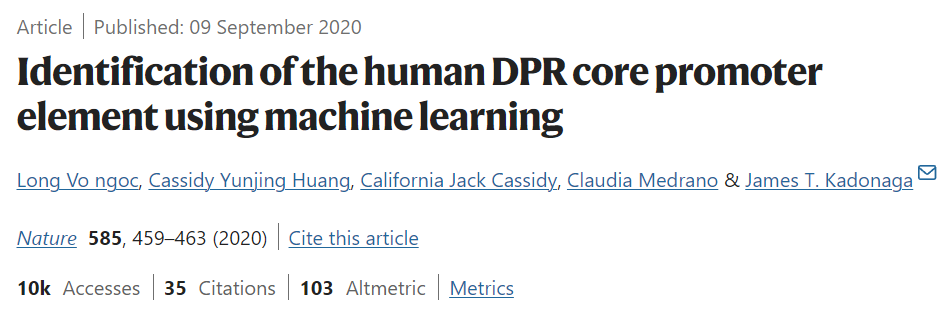 Article | Published: 09 September 2020
Identification of the human DPR core promoter
element using machine learning
Long Vo ngoc, Cassidy Yunjing Huang, California Jack Cassidy, Claudia Medrano & James T. Kadonaga
Nature 585, 459–463 (2020) | Cite this article
10k Accesses | 35 Citations | 103 Altmetric | Metrics